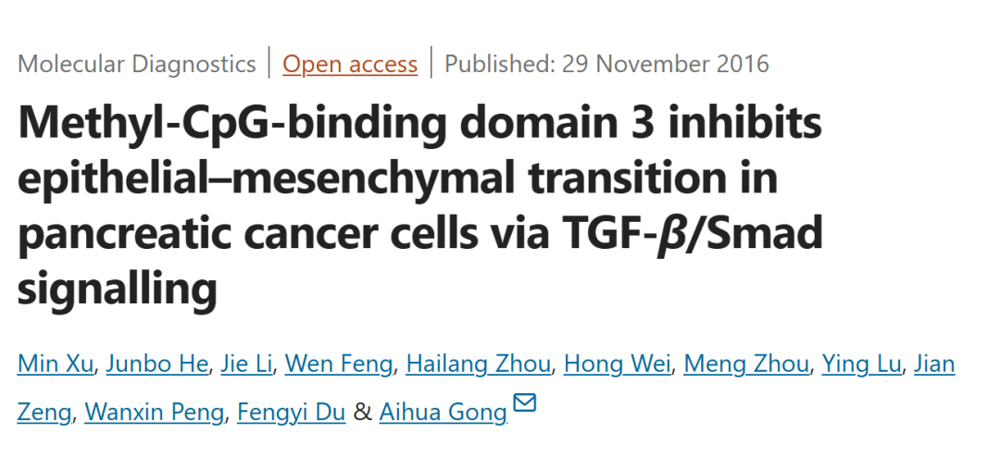 Molecular Diagnostics | Open access | Published: 29 November 2016
Methyl-CpG-binding domain 3 inhibits
epithelial–mesenchymal transition in
pancreatic cancer cells via TGF-β/Smad
signalling
Min Xu, Junbo He, Jie Li, Wen Feng, Hailang Zhou, Hong Wei, Meng Zhou, Ying Lu, Jian
Zeng, Wanxin Peng, Fengyi Du & Aihua Gong